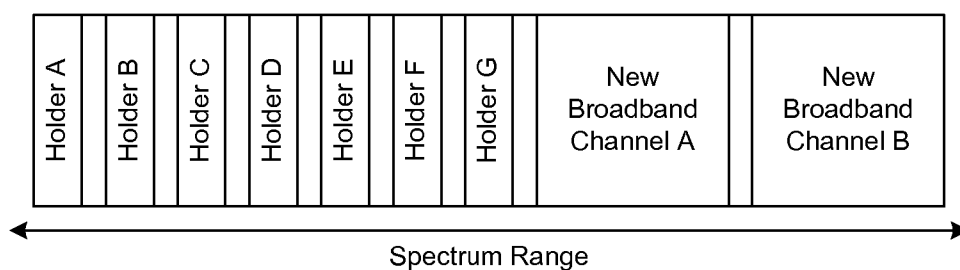 Holder A
Holder B
Holder C
Holder D
Holder E
Holder F
Holder G
New
Broadband
Channel A
New
Broadband
Channel B
Spectrum Range